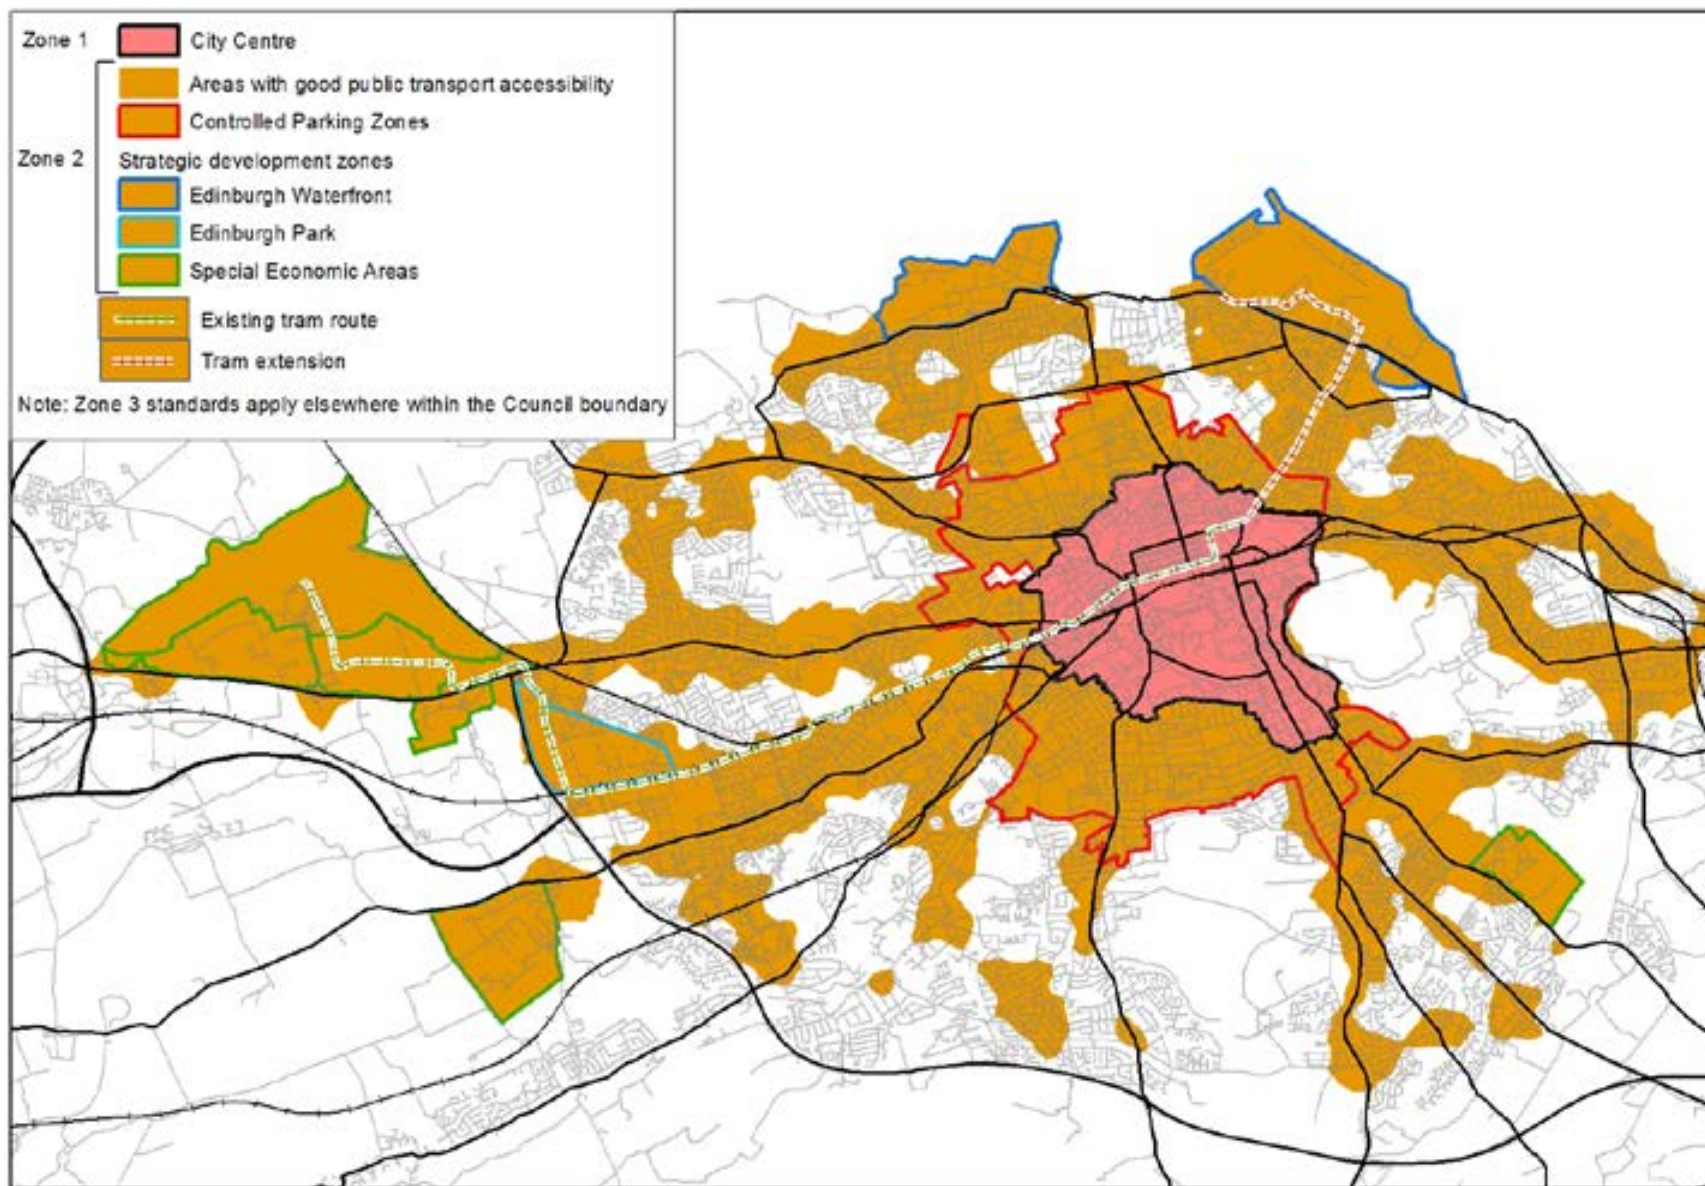 Zone 1 City Centre
Areas with good public transport accessibility
Controlled Parking Zones
Zone 2 Strategic development zones
Edinburgh Waterfront
Edinburgh Park
Special Economic Areas
Existing tram route
Tram extension
Note: Zone 3 standards apply elsewhere within the Council boundary